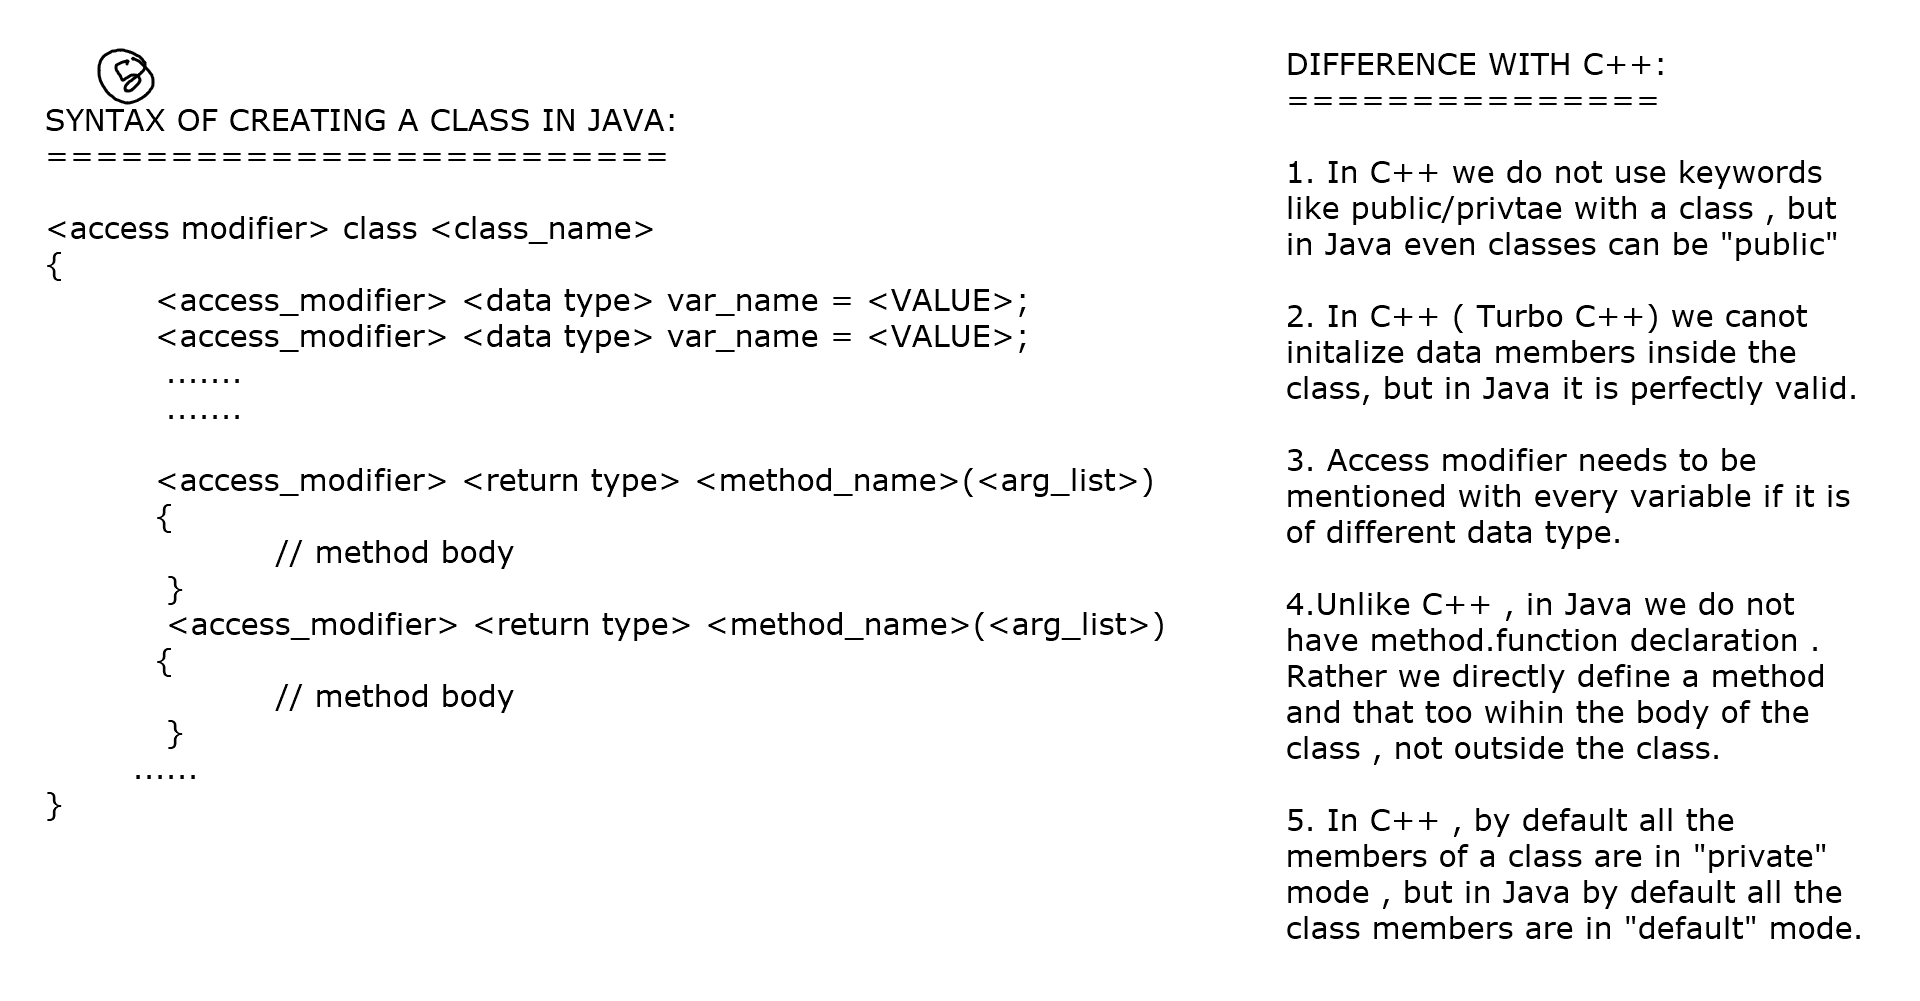 SYNTAX OF CREATING A CLASS IN JAVA:
=========================
<access modifier> class <class_name>
{
<access_modifier> <data type> var_name = <VALUE>;
<access_modifier> <data type> var_name = <VALUE>;
.......
.......
<access_modifier> <return type> <method_name>(<arg_list>)
{
// method body
}
<access_modifier> <return type> <method_name>(<arg_list>)
{
// method body
}
......
}
DIFFERENCE WITH C++:
===============
1. In C++ we do not use keywords
like public/privtae with a class , but
in Java even classes can be "public"
2. In C++ ( Turbo C++) we canot
initalize data members inside the
class, but in Java it is perfectly valid.
3. Access modifier needs to be
mentioned with every variable if it is
of different data type.
4.Unlike C++ , in Java we do not
have method.function declaration .
Rather we directly define a method
and that too wihin the body of the
class , not outside the class.
5. In C++ , by default all the
members of a class are in "private"
mode , but in Java by default all the
class members are in "default" mode.